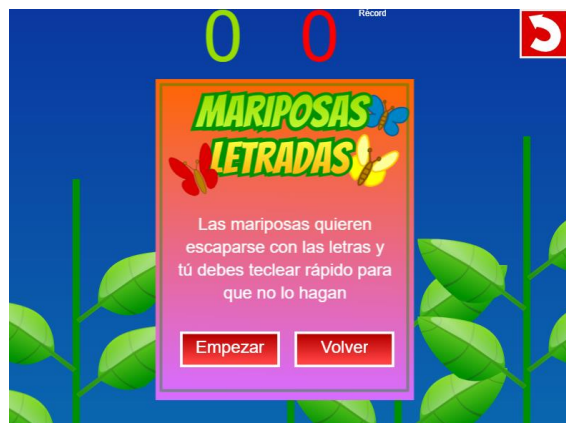 0 0 Récord
MARIPOSAS
LETRADAS
Las mariposas quieren
escaparse con las letras y
tú debes teclear rápido para
que no lo hagan
Empezar Volver